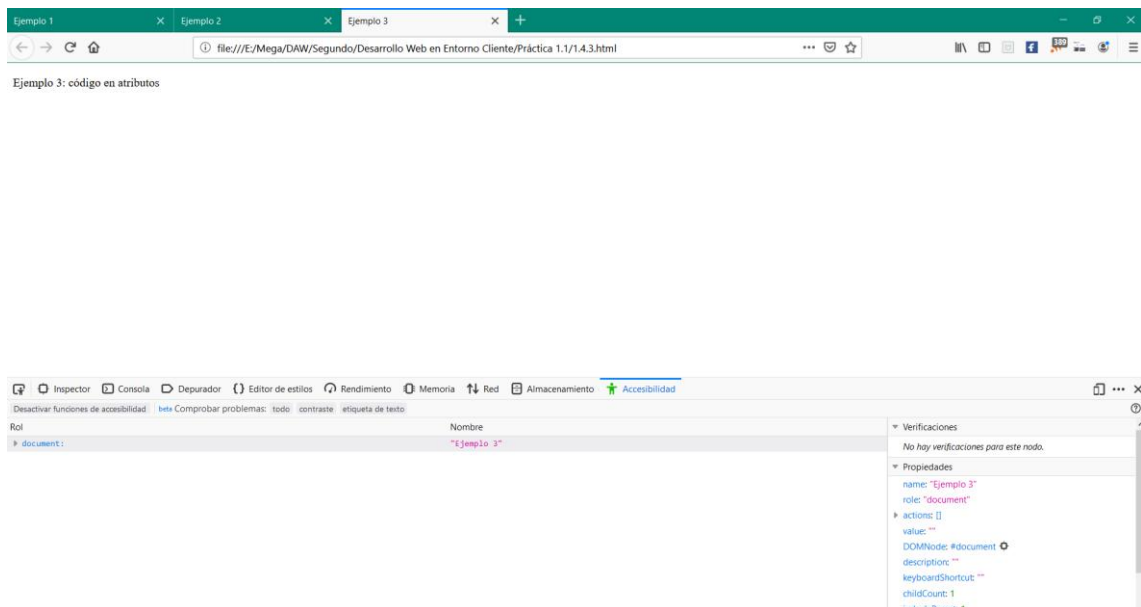 Ejemplo 1
Ejemplo 2
Ejemplo 3
file:///E:/Mega/DAW/Segundo/Desarrollo Web en Entorno Cliente/Práctica 1.1/1.4.3.html
Ejemplo 3: código en atributos
Inspector Consola Depurador Editor de estilos Rendimiento Memoria Red Almacenamiento Accesibilidad
Desactivar funciones de accesibilidad beta Comprobar problemas: todo contraste etiqueta de texto
Rol Nombre
document: "Ejemplo 3"
Verificaciones
No hay verificaciones para este nodo.
Propiedades
name: "Ejemplo 3"
role: "document"
actions: []
value: ""
DOMNode: #document
description: ""
keyboardShortcut: ""
childCount: 1